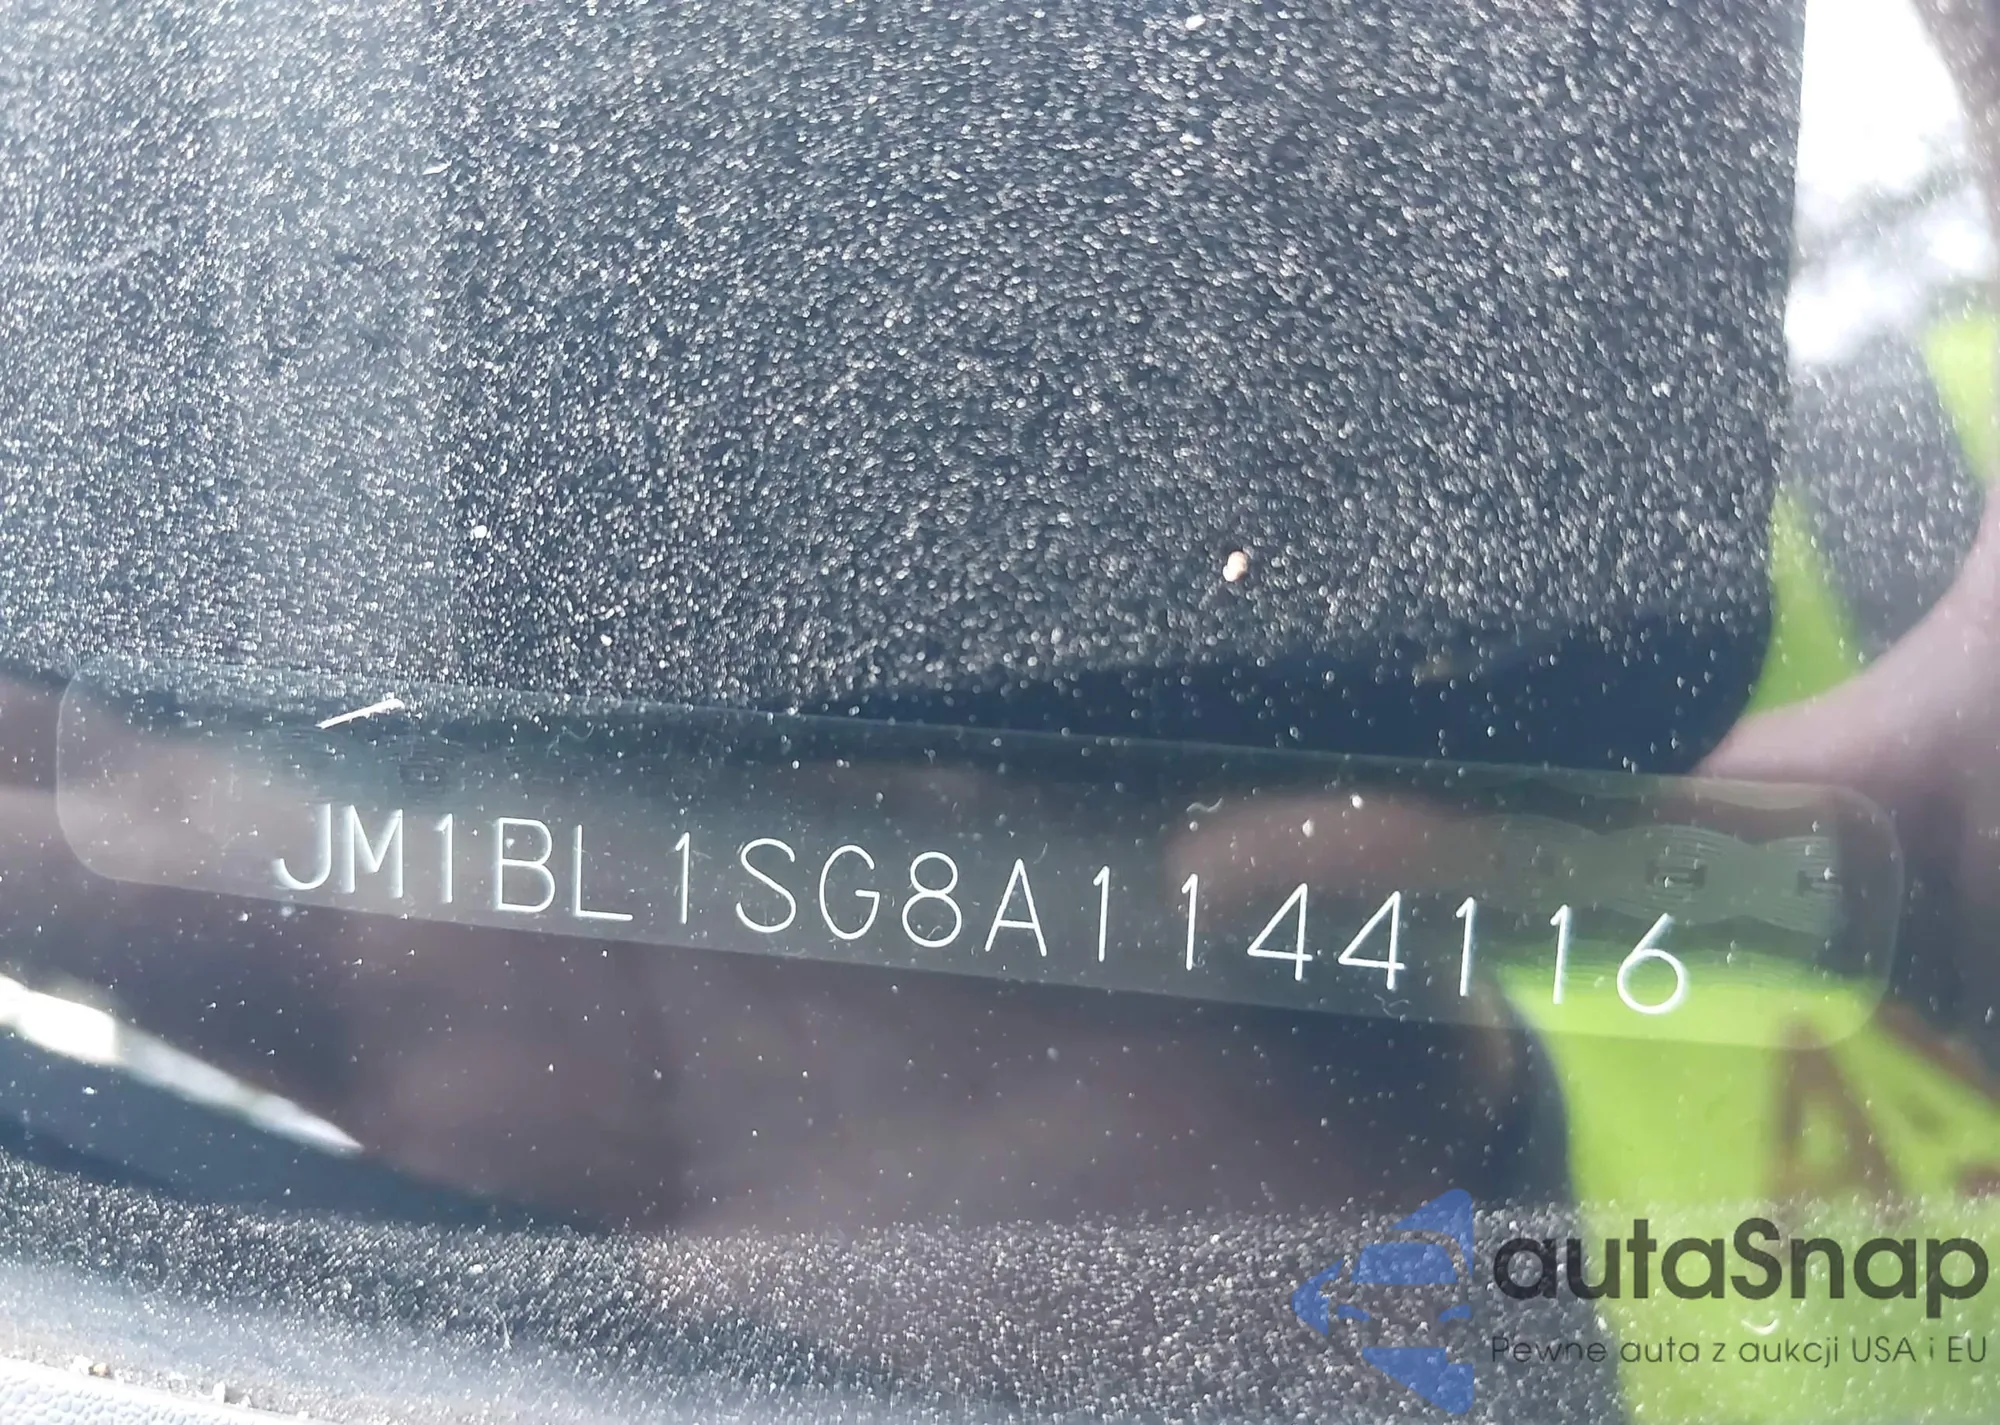 JM1BL1SG8A1144116
autaSnap
Pewne auta z aukcji USA i EU